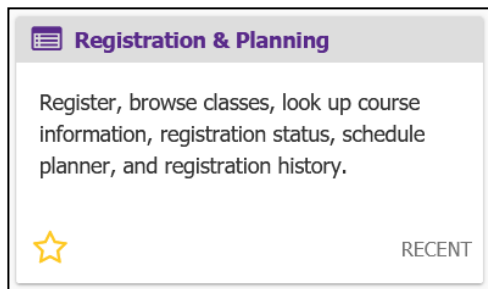 Registration & Planning
Register, browse classes, look up course
information, registration status, schedule
planner, and registration history.
RECENT